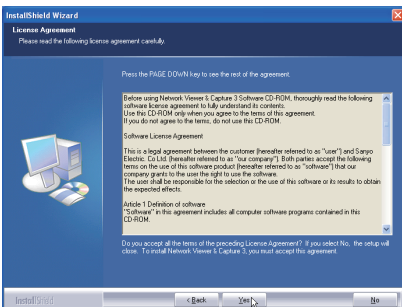 InstallShield Wizard
License Agreement
Please read the following license agreement carefully.
Press the PAGE DOWN key to see the rest of the agreement.
Before using Network Viewer & Capture 3 Software CD-ROM, thoroughly read the following
software license agreement to fully understand its contents.
Use this CD-ROM only when you agree to the terms of this agreement.
If you do not agree to the terms, do not use this CD-ROM.
Software License Agreement
This is a legal agreement between the customer (hereafter referred to as "user") and Sanyo
Electric. Co Ltd. (hereafter referred to as "our company"). Both parties accept the following
terms on the use of this software product (hereafter referred to as "software") that our
company grants to the user the right to use the software.
The user shall be responsible for the selection or the use of this software or its results to obtain
the expected effects.
Article 1 Definition of software
"Software" in this agreement includes all computer software programs contained in this
CD-ROM.
Do you accept all the terms of the preceding License Agreement? If you select No, the setup will
close. To install Network Viewer & Capture 3, you must accept this agreement.
InstallShield
< Back
Yes
No